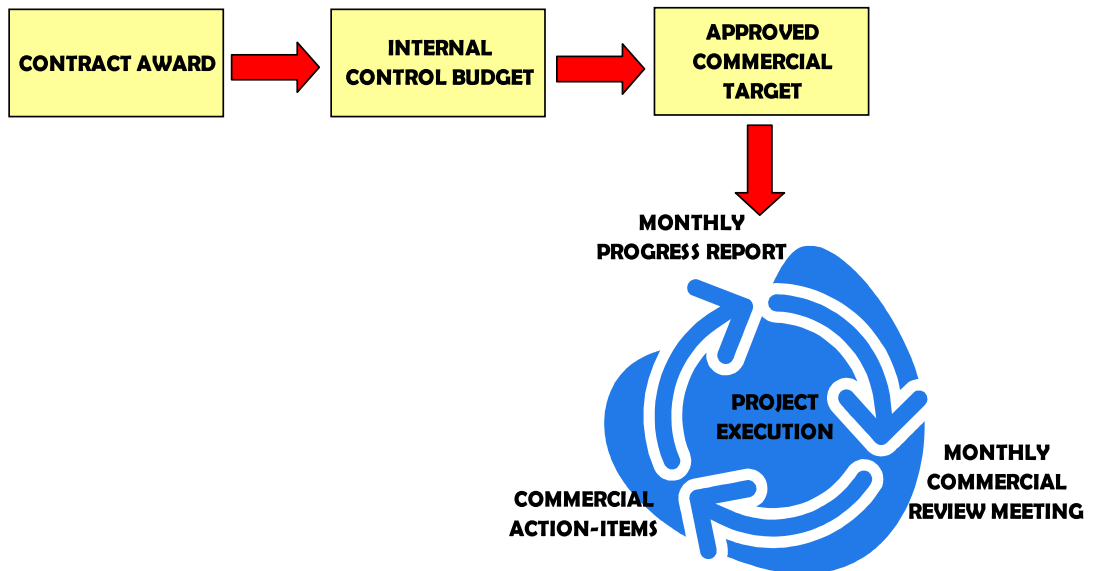 CONTRACT AWARD
INTERNAL
CONTROL BUDGET
APPROVED
COMMERCIAL
TARGET
MONTHLY
PROGRESS REPORT
PROJECT
EXECUTION
MONTHLY
COMMERCIAL
REVIEW MEETING
COMMERCIAL
ACTION-ITEMS